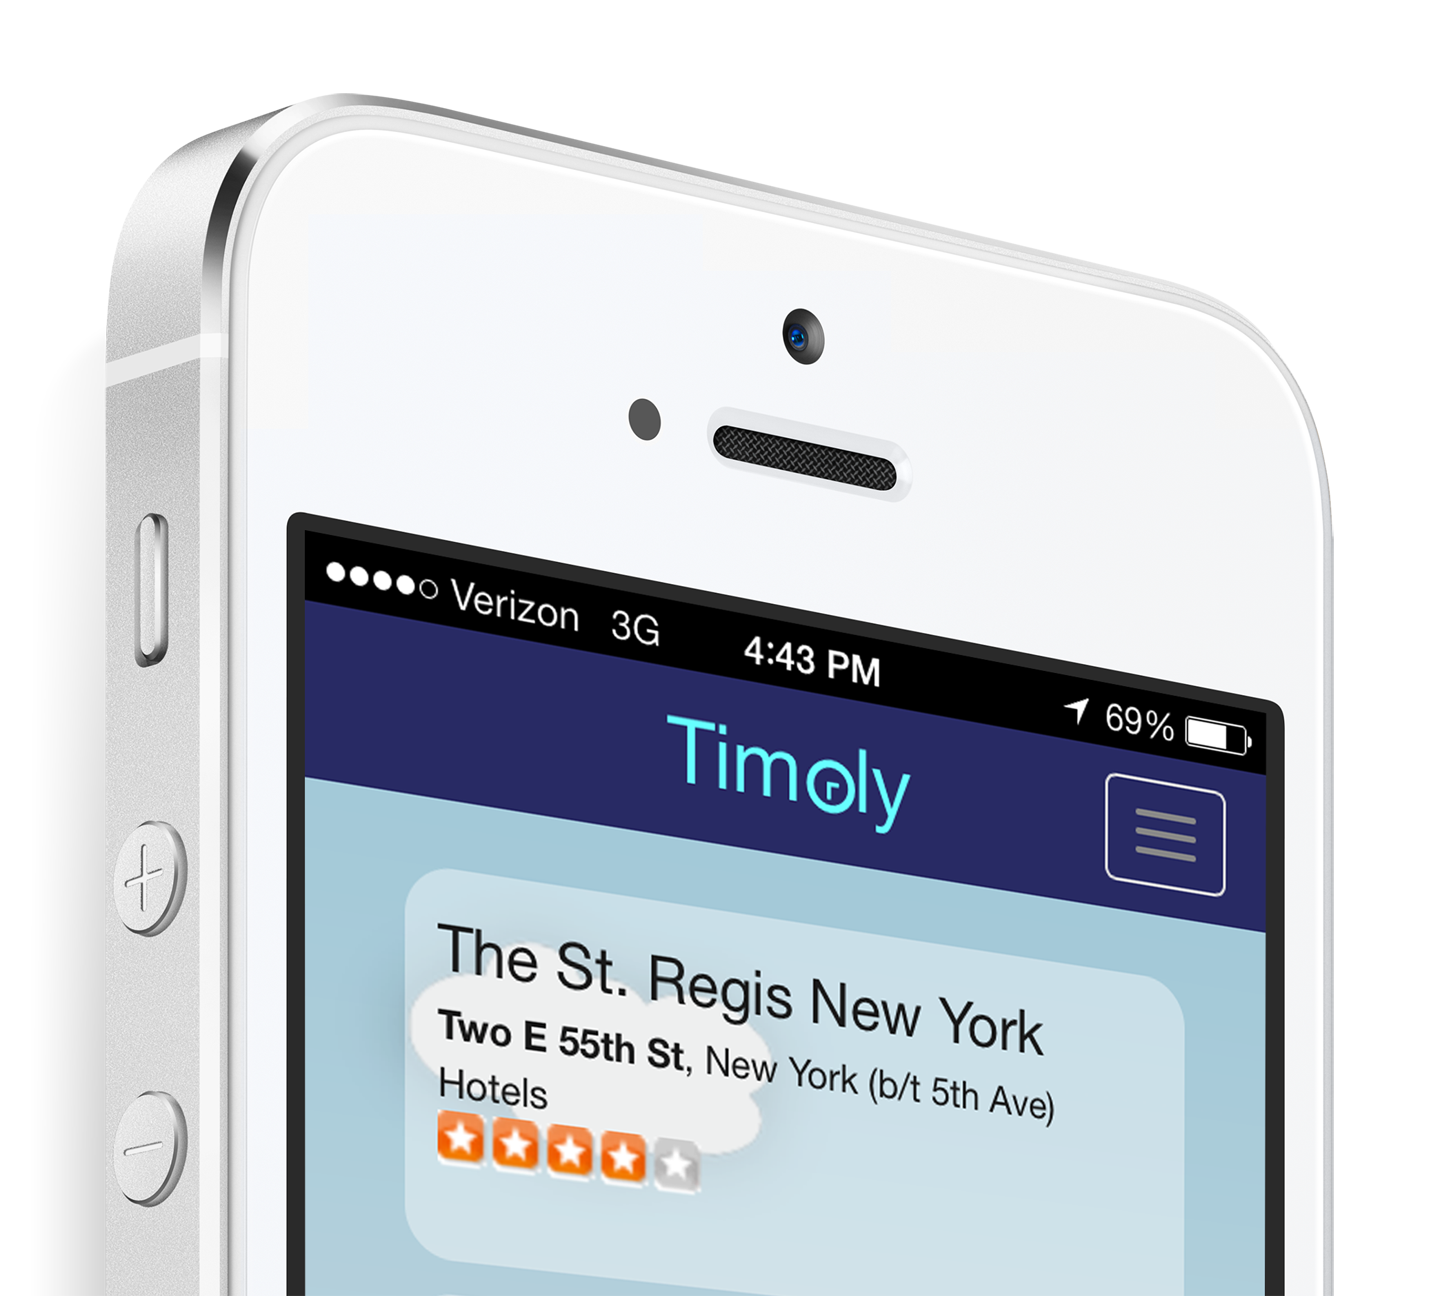 Verizon 3G 4:43 PM 69%
Timoly
The St. Regis New York
Two E 55th St, New York (b/t 5th Ave)
Hotels